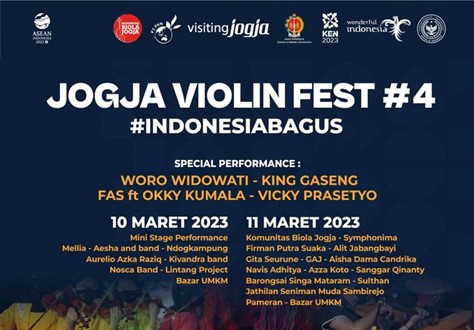 ASEAN
INDONESIA
2023
BIOLA
JOGJA
visitingjogja
KEN
2023
wonderful
indonesia
JOGJA VIOLIN FEST #4
#INDONESIABAGUS
SPECIAL PERFORMANCE :
WORO WIDOWATI - KING GASENG
FAS ft OKKY KUMALA - VICKY PRASETYO
10 MARET 2023
Mini Stage Performance
Mellia - Aesha and band - Ndogkampung
Aurelio Azka Raziq - Kivandra band
Nosca Band - Lintang Project
Bazar UMKM
11 MARET 2023
Komunitas Biola Jogja - Symphonima
Firman Putra Suaka - Alit Jabangbayi
Gita Seurune - GAJ - Aisha Dama Candrika
Navis Adhitya - Azza Koto - Sanggar Qinanty
Barongsai Singa Mataram - Sulthan
Jathilan Seniman Muda Sambirejo
Pameran - Bazar UMKM